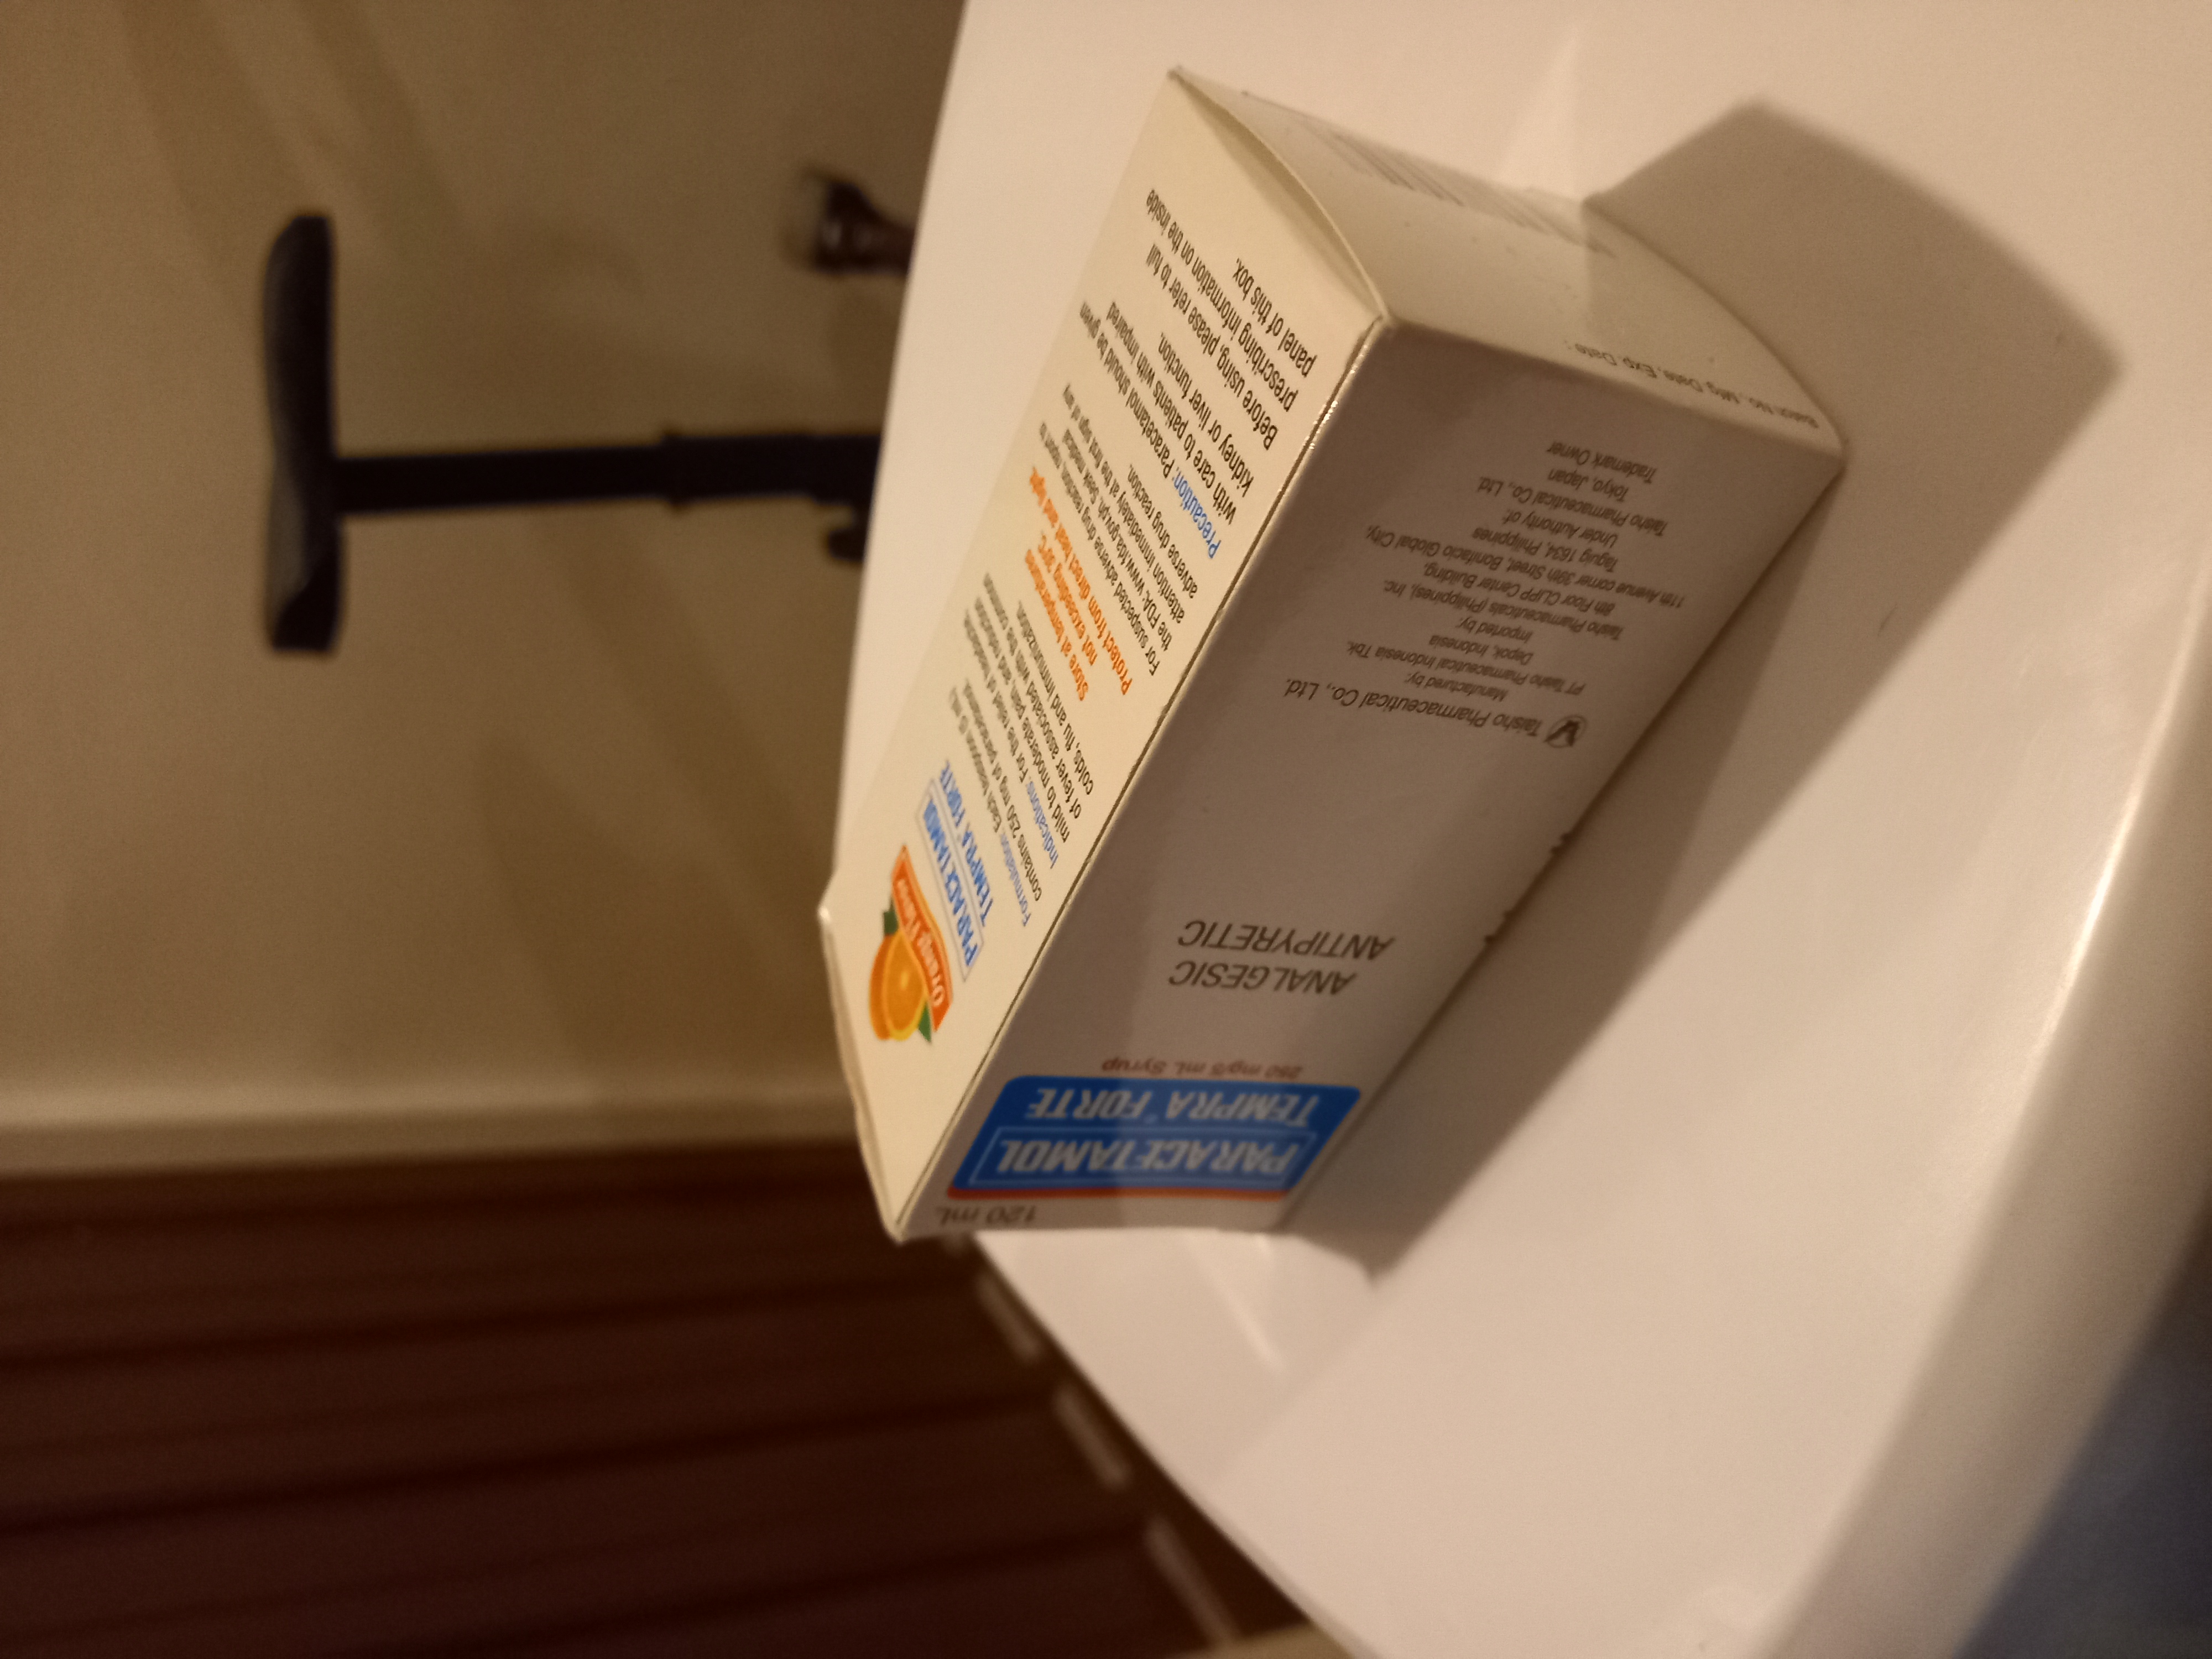 120 mL
PARACETAMOL
TEMPRA® FORTE
250 mg/5 mL Syrup
ANALGESIC
ANTIPYRETIC
Taisho Pharmaceutical Co., Ltd.
Manufactured by:
PT Taisho Pharmaceutical Indonesia Tbk.
Depok, Indonesia
Imported by:
Taisho Pharmaceuticals (Philippines), Inc.
8th Floor CLIPP Center Building,
11th Avenue corner 39th Street, Bonifacio Global City,
Taguig 1634, Philippines
Under Authority of:
Taisho Pharmaceutical Co., Ltd.
Tokyo, Japan
Trademark Owner
Orange Flavor
PARACETAMOL
TEMPRA® FORTE
Formulation: Each teaspoon (5 mL)
contains 250 mg of paracetamol.
Indications: For the relief of headache,
mild to moderate pain, and reduction
of fever associated with the common
colds, flu and immunization.
Store at temperatures
not exceeding 30°C.
Protect from direct heat and light.
For suspected adverse drug reaction, report to
the FDA: www.fda.gov.ph. Seek medical
attention immediately at the first sign of any
adverse drug reaction.
Precaution: Paracetamol should be given
with care to patients with impaired
kidney or liver function.
Before using, please refer to full
prescribing information on the inside
panel of this box.
Batch No., Mfg Date, Exp. Date :